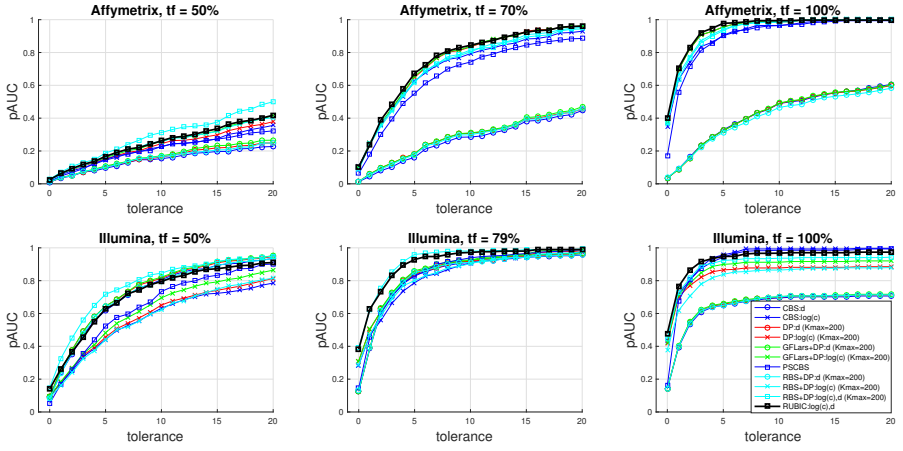 Affymetrix, tf = 50%
Affymetrix, tf = 70%
Affymetrix, tf = 100%
pAUC
1
0.8
0.6
0.4
0.2
0
0 5 10 15 20
tolerance
pAUC
1
0.8
0.6
0.4
0.2
0
0 5 10 15 20
tolerance
pAUC
1
0.8
0.6
0.4
0.2
0
0 5 10 15 20
tolerance
Illumina, tf = 50%
Illumina, tf = 79%
Illumina, tf = 100%
pAUC
1
0.8
0.6
0.4
0.2
0
0 5 10 15 20
tolerance
pAUC
1
0.8
0.6
0.4
0.2
0
0 5 10 15 20
tolerance
pAUC
1
0.8
0.6
0.4
0.2
0
0 5 10 15 20
tolerance
CBS:d
CBS:log(c)
DP:d (Kmax=200)
DP:log(c) (Kmax=200)
GFLars+DP:d (Kmax=200)
GFLars+DP:log(c) (Kmax=200)
PSCBS
RBS+DP:d (Kmax=200)
RBS+DP:log(c) (Kmax=200)
RBS+DP:log(c),d (Kmax=200)
RUBIC:log(c),d